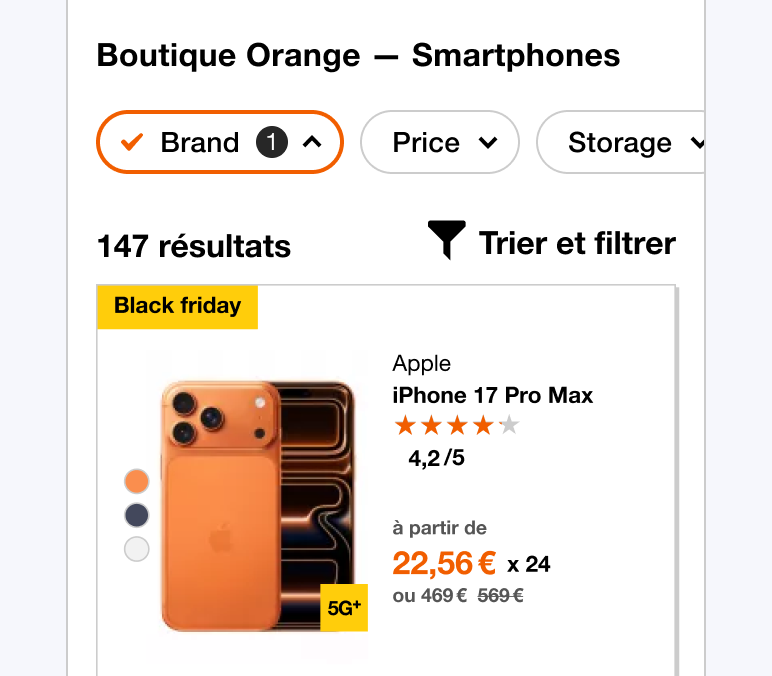 Boutique Orange — Smartphones
Brand 1
Price
Storage
147 résultats
Trier et filtrer
Black friday
Apple
iPhone 17 Pro Max
4,2/5
à partir de
22,56 € x 24
5G+
ou 469 € 569 €